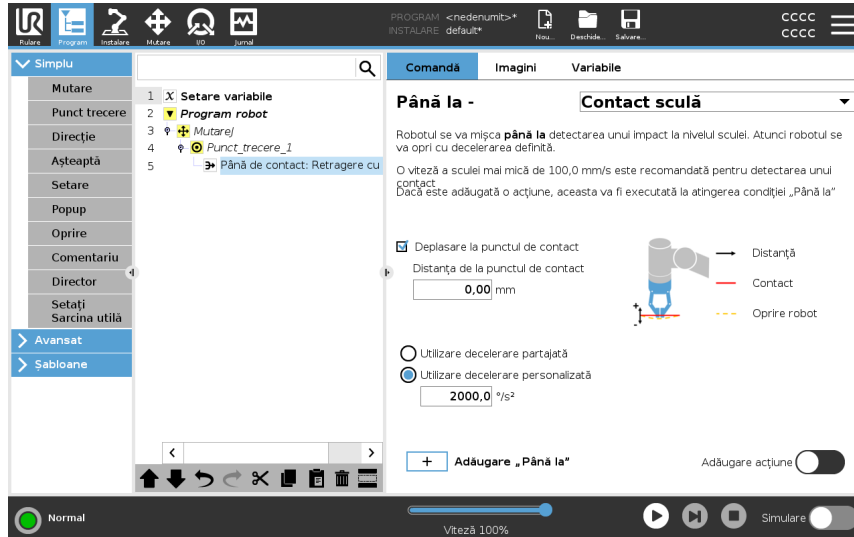 PROGRAM <nedenumit>*
INSTALARE default*
CCCC
CCCC
Rulare
Program
Instalare
Mutare
I/O
Jurnal
Nou...
Deschide...
Salvare...
Simplu
Mutare
Punct trecere
Direcție
Așteaptă
Setare
Popup
Oprire
Comentariu
Director
Setați
Sarcina utilă
Avansat
Șabloane
1 X Setare variabile
2 Program robot
3 MutareJ
4 Punct_trecere_1
5 Până de contact: Retragere cu
Comandă
Imagini
Variabile
Până la -
Contact sculă
Robotul se va mișca până la detectarea unui impact la nivelul sculei. Atunci robotul se
va opri cu decelerarea definită.
O viteză a sculei mai mică de 100,0 mm/s este recomandată pentru detectarea unui
contact
Dacă este adăugată o acțiune, aceasta va fi executată la atingerea condiției „Până la”
Deplasare la punctul de contact
Distanța de la punctul de contact
0,00 mm
+
-
Distanță
Contact
Oprire robot
Utilizare decelerare partajată
Utilizare decelerare personalizată
2000,0 °/s²
+ Adăugare „Până la”
Adăugare acțiune
Normal
Viteză 100%
Simulare